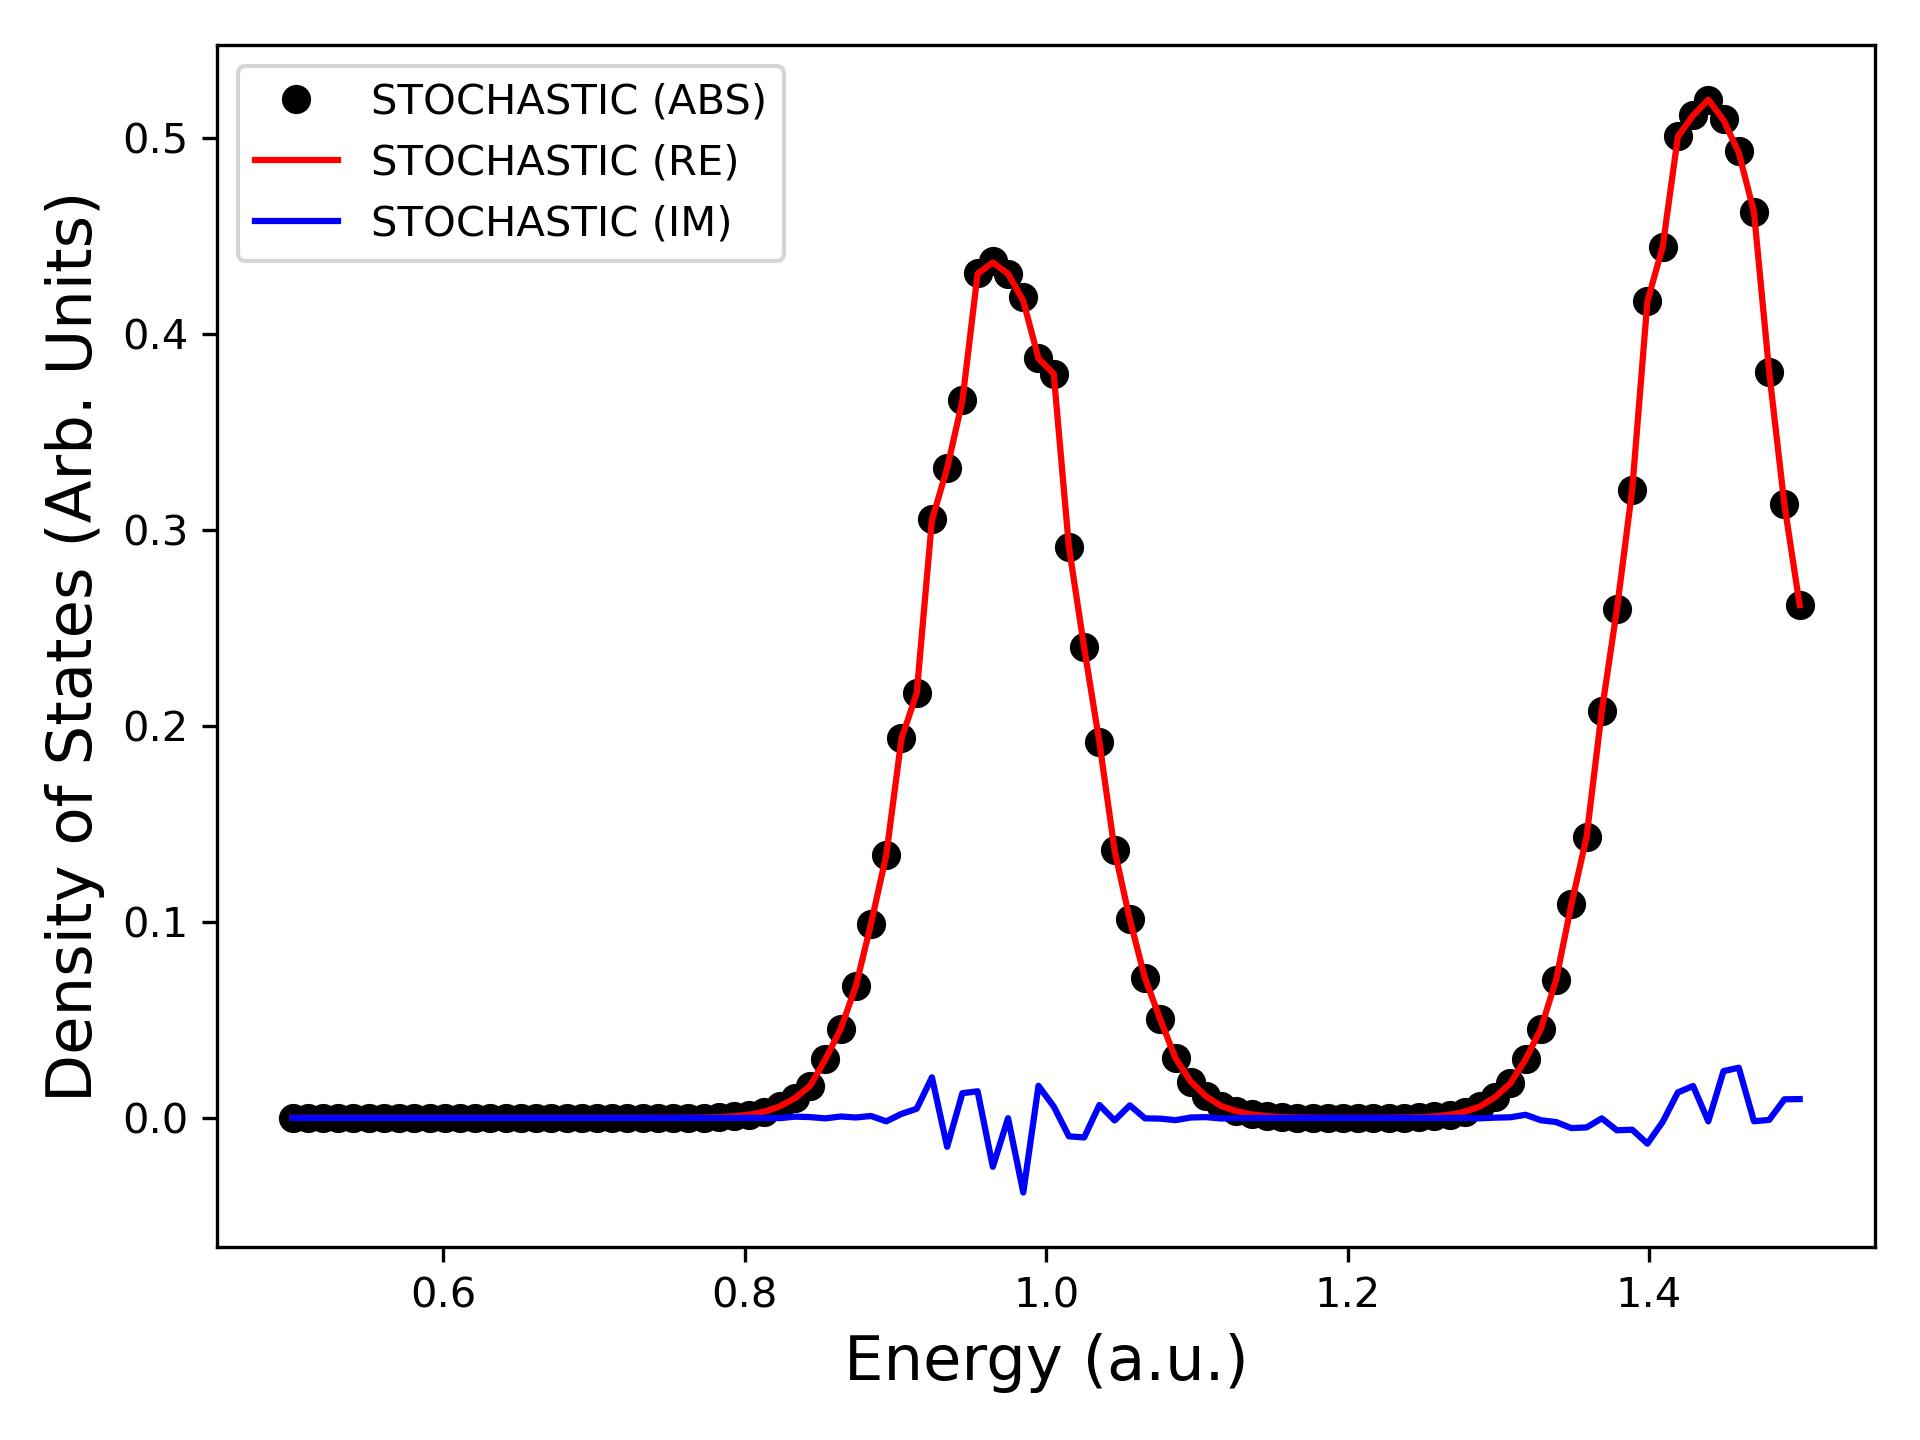 STOCHASTIC (ABS)
STOCHASTIC (RE)
STOCHASTIC (IM)
Density of States (Arb. Units)
0.5
0.4
0.3
0.2
0.1
0.0
0.6 0.8 1.0 1.2 1.4
Energy (a.u.)